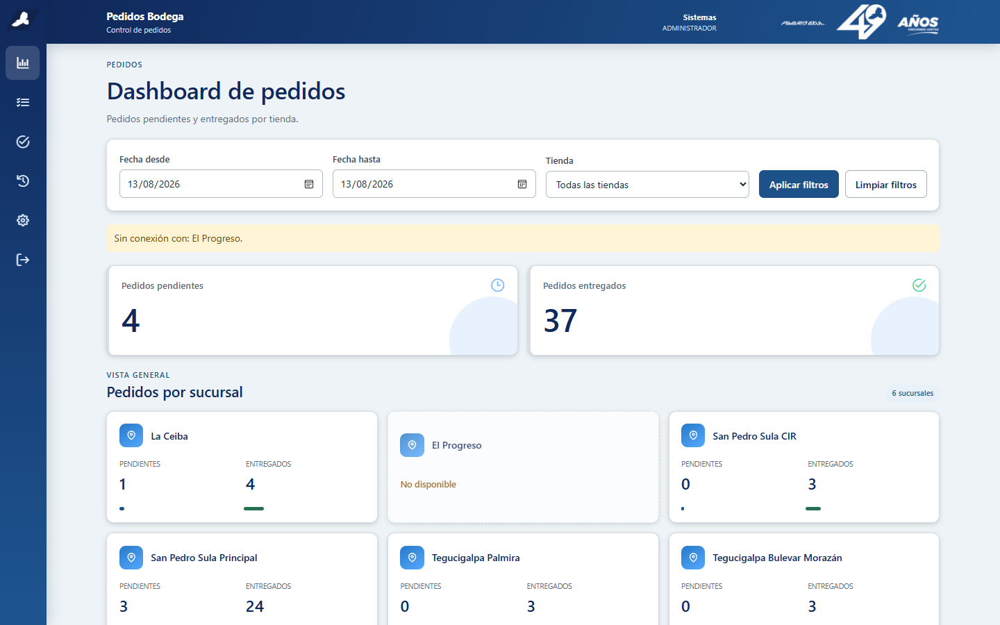 Pedidos Bodega
Control de pedidos
Sistemas
ADMINISTRADOR
49 AÑOS
PEDIDOS
Dashboard de pedidos
Pedidos pendientes y entregados por tienda.
Fecha desde
Fecha hasta
Tienda
13/08/2026
13/08/2026
Todas las tiendas
Aplicar filtros
Limpiar filtros
Sin conexión con: El Progreso.
Pedidos pendientes
4
Pedidos entregados
37
VISTA GENERAL
Pedidos por sucursal
6 sucursales
La Ceiba
PENDIENTES
ENTREGADOS
1
4
El Progreso
No disponible
San Pedro Sula CIR
PENDIENTES
ENTREGADOS
0
3
San Pedro Sula Principal
PENDIENTES
ENTREGADOS
3
24
Tegucigalpa Palmira
PENDIENTES
ENTREGADOS
0
3
Tegucigalpa Bulevar Morazán
PENDIENTES
ENTREGADOS
0
3